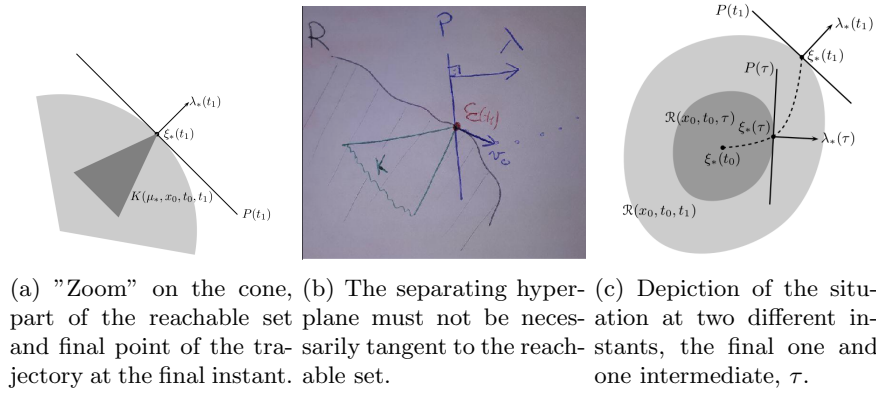 λ∗(t₁)
ξ∗(t₁)
K(μ∗, x₀, t₀, t₁)
P(t₁)
R
P
λ
ξ(t₁)
v₀
K
P(t₁)
λ∗(t₁)
ξ∗(t₁)
P(τ)
ℛ(x₀, t₀, τ)
ξ∗(τ)
λ∗(τ)
ξ∗(t₀)
ℛ(x₀, t₀, t₁)
(a) "Zoom" on the cone,
part of the reachable set
and final point of the tra-
jectory at the final instant.
(b) The separating hyper-
plane must not be neces-
sarily tangent to the reach-
able set.
(c) Depiction of the situ-
ation at two different in-
stants, the final one and
one intermediate, τ.